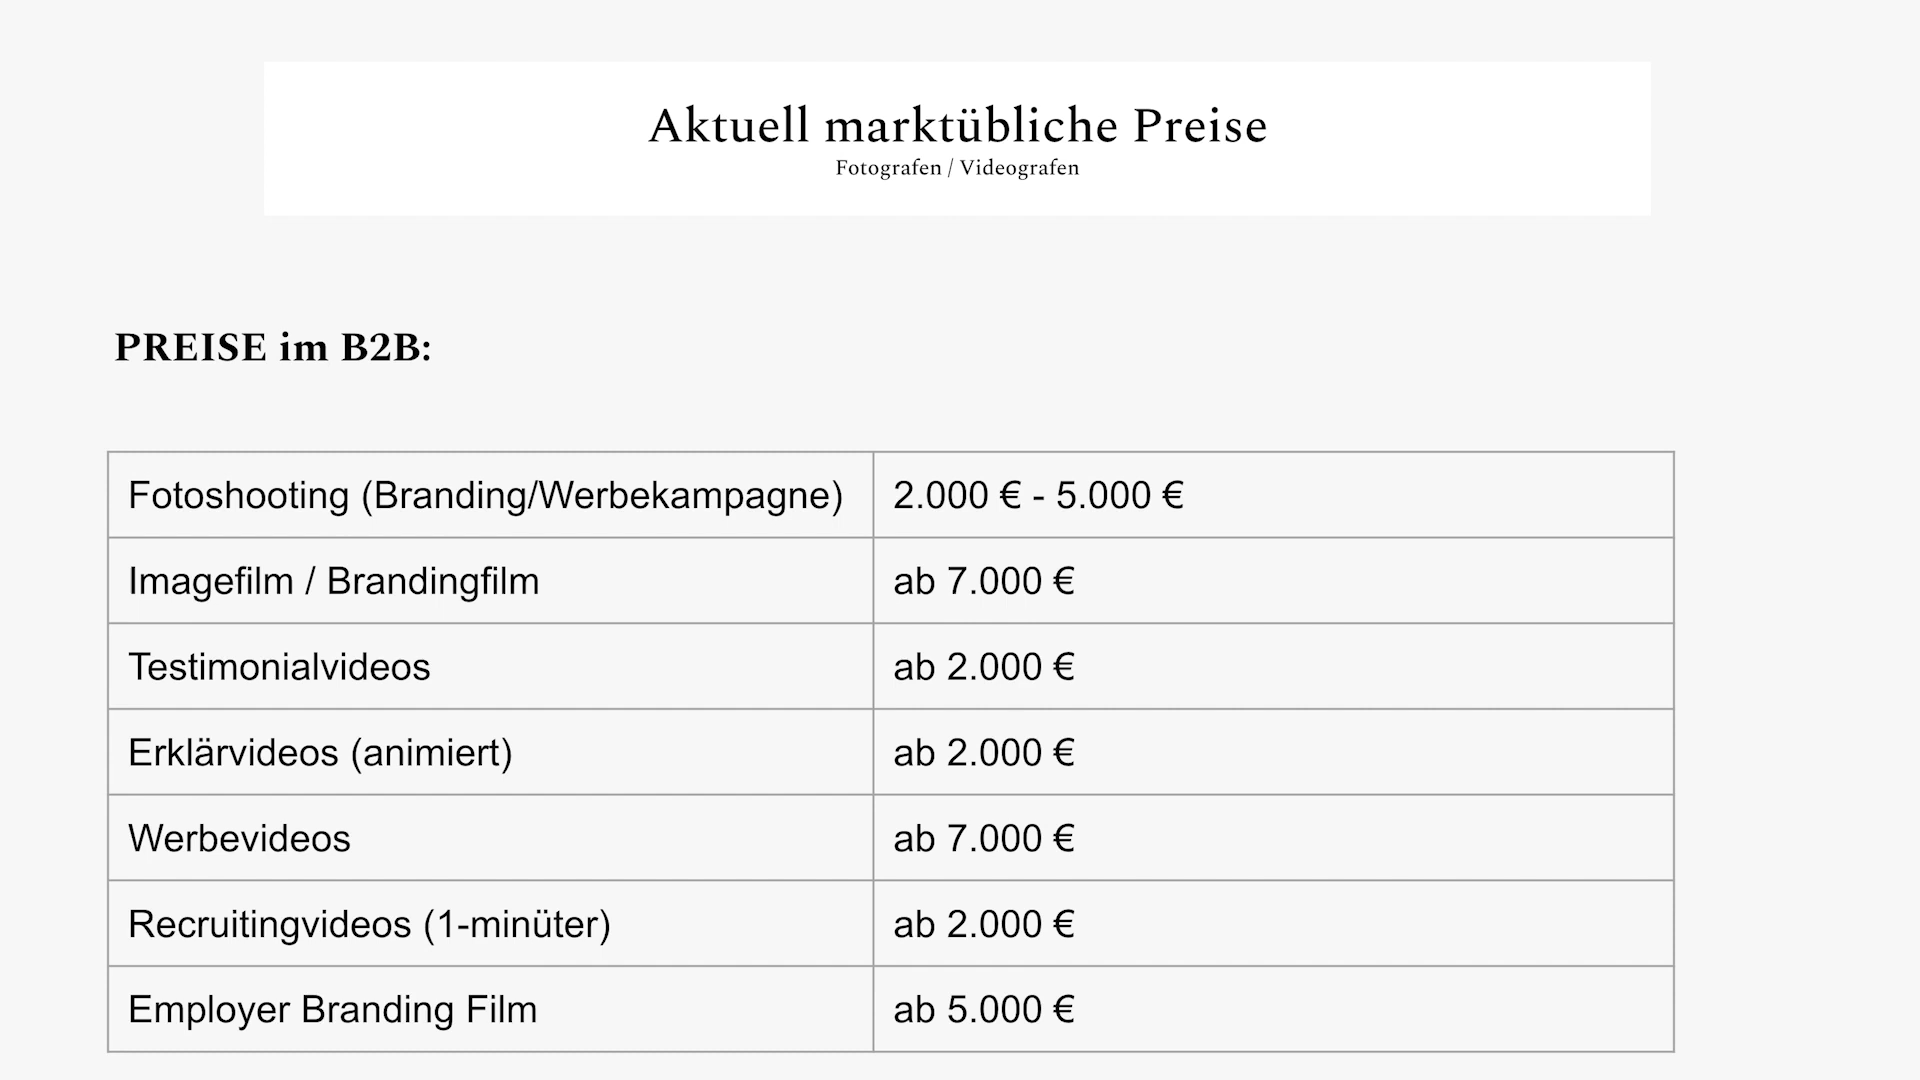 Aktuell marktübliche Preise
Fotografen / Videografen
PREISE im B2B:
Fotoshooting (Branding/Werbekampagne) 2.000 € - 5.000 €
Imagefilm / Brandingfilm ab 7.000 €
Testimonialvideos ab 2.000 €
Erklärvideos (animiert) ab 2.000 €
Werbevideos ab 7.000 €
Recruitingvideos (1-minüter) ab 2.000 €
Employer Branding Film ab 5.000 €